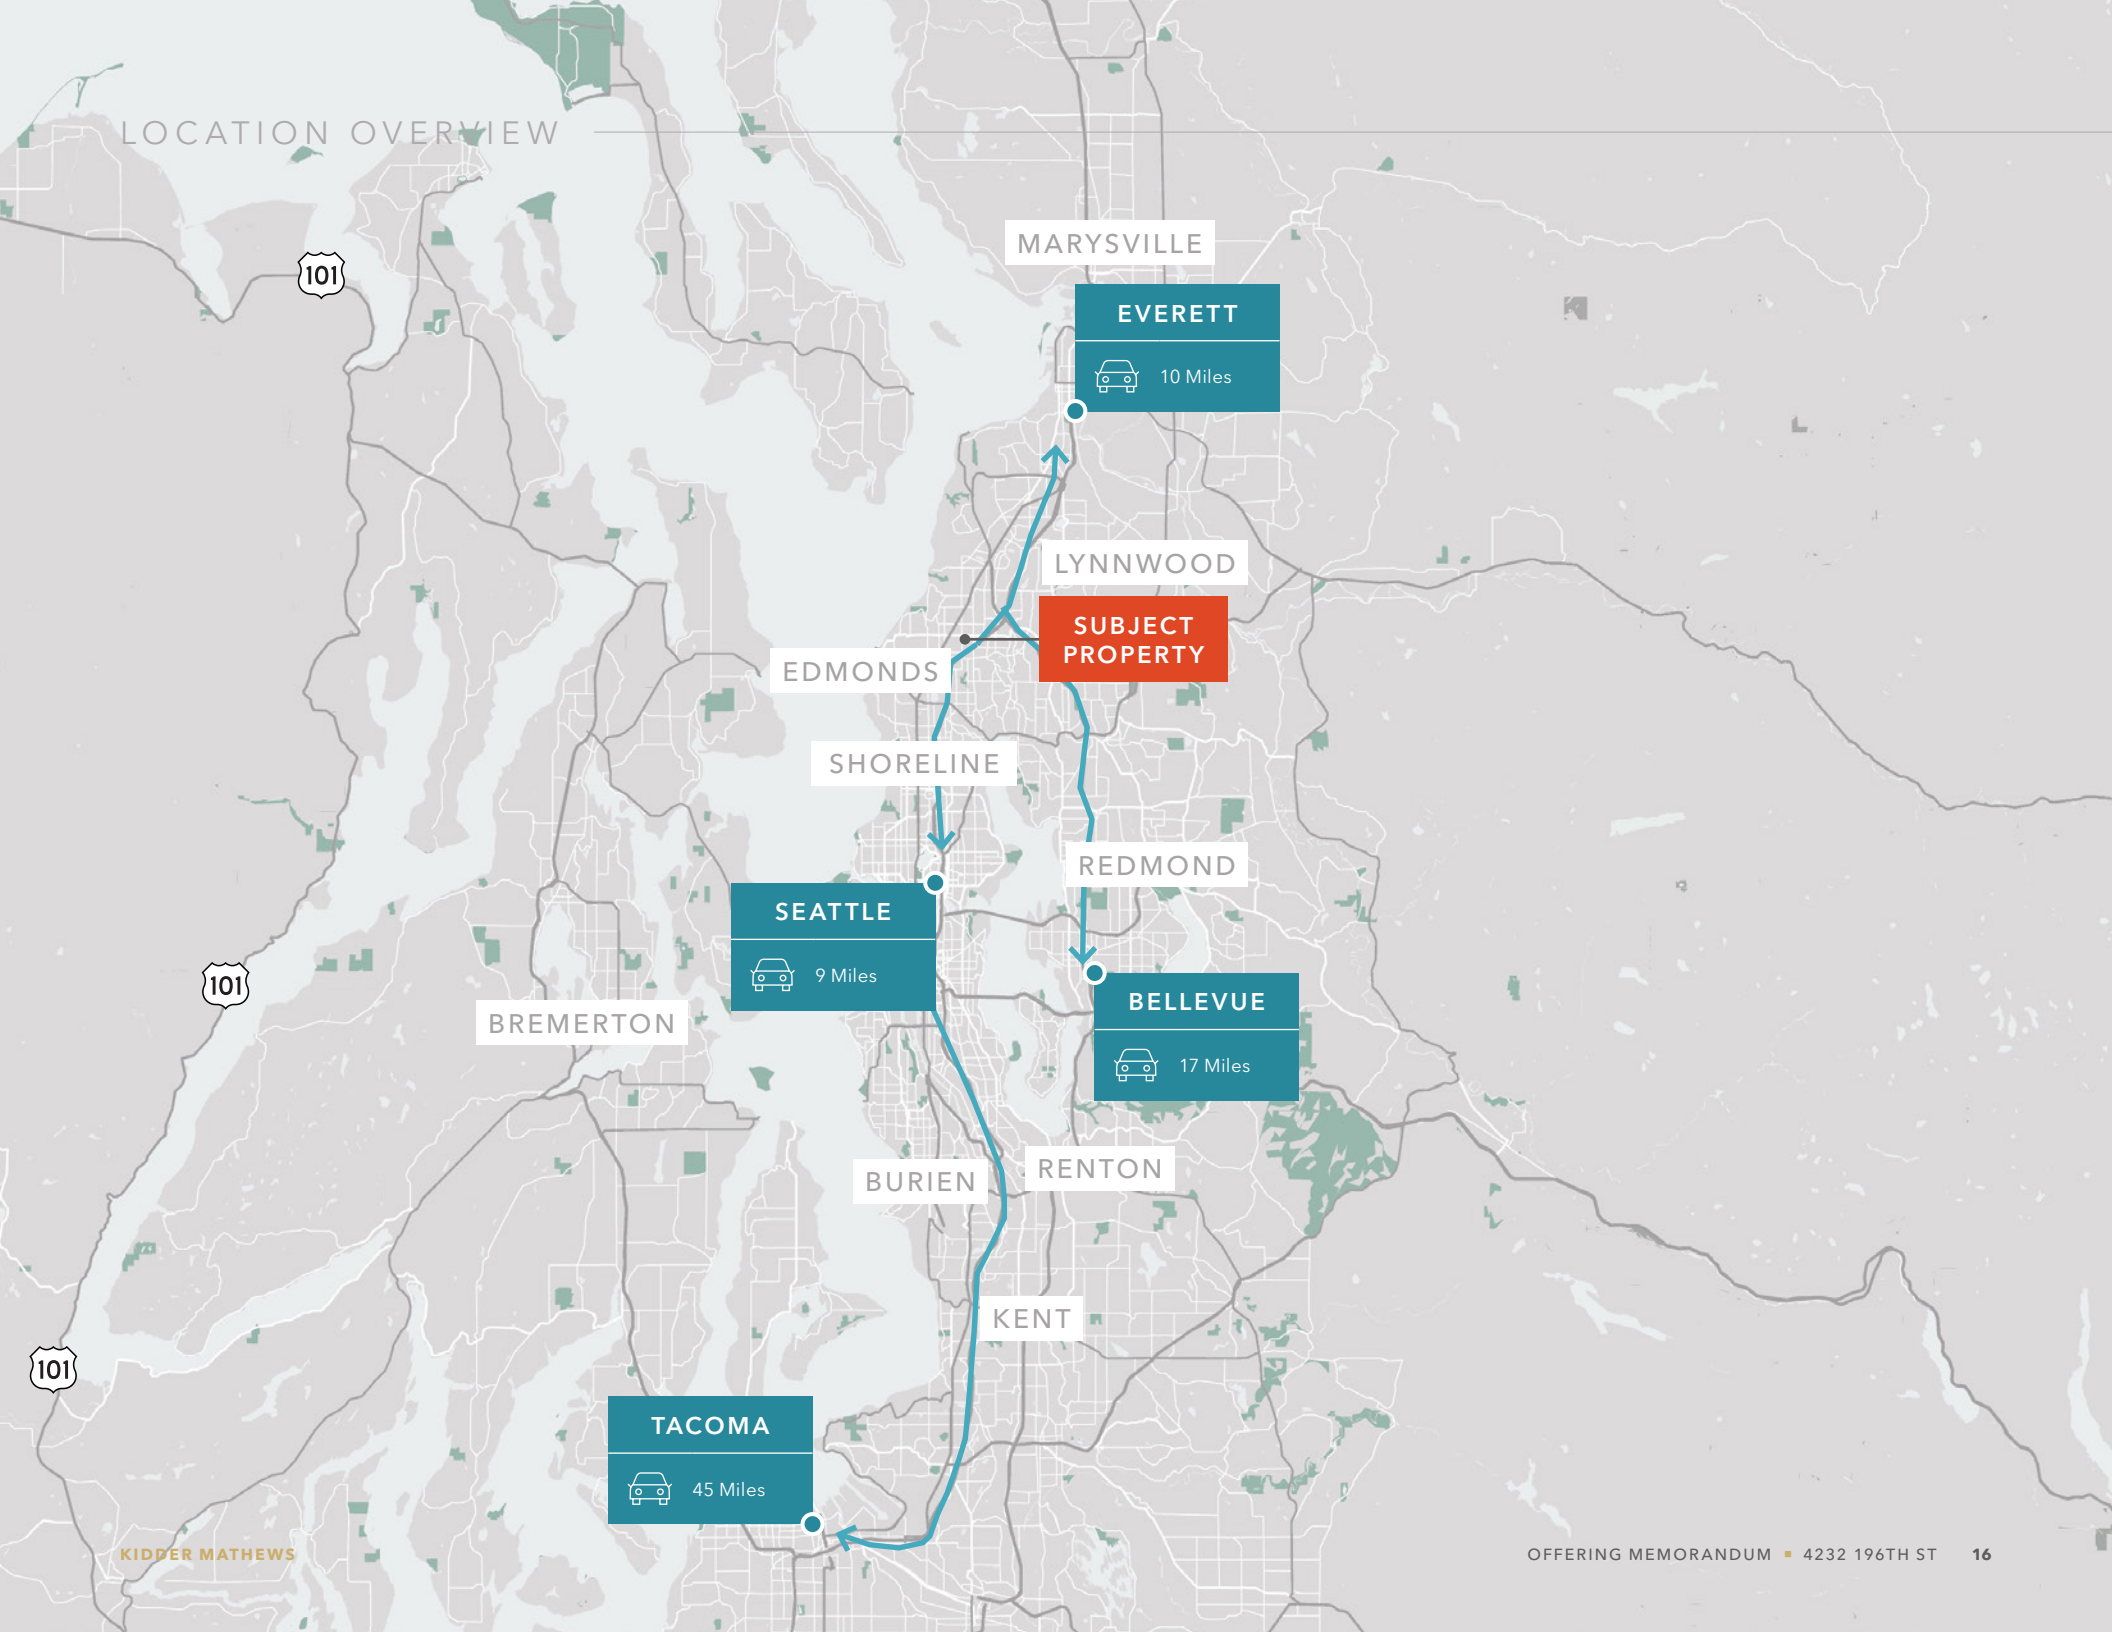 LOCATION OVERVIEW
MARYSVILLE
101
EVERETT
10 Miles
LYNNWOOD
SUBJECT
PROPERTY
EDMONDS
SHORELINE
REDMOND
SEATTLE
9 Miles
101
BELLEVUE
17 Miles
BREMERTON
RENTON
BURIEN
KENT
101
TACOMA
45 Miles
KIDDER MATHEWS
OFFERING MEMORANDUM ▪ 4232 196TH ST 16